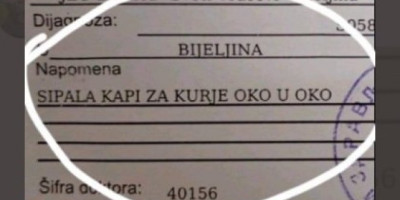 Dijagnoza:
BIJELJINA
Napomena
SIPALA KAPI ZA KURJE OKO U OKO
Šifra doktora: 40156